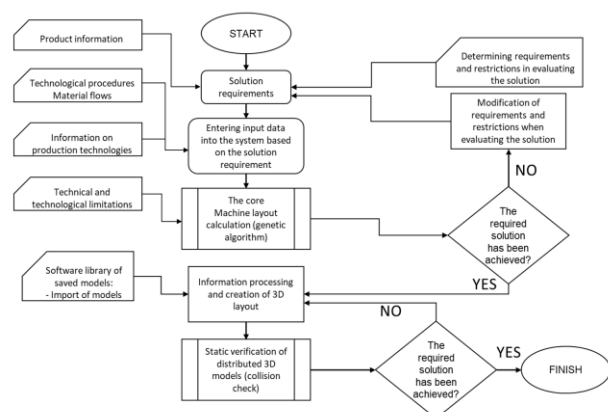 Product information
START
Determining requirements
and restrictions in evaluating
the solution
Technological procedures
Material flows
Solution
requirements
Modification of
requirements and
restrictions when
evaluating the solution
Information on
production technologies
Entering input data
into the system based
on the solution
requirement
NO
Technical and
technological limitations
The core
Machine layout
calculation (genetic
algorithm)
The
required
solution
has been
achieved?
YES
Software library of
saved models:
- Import of models
Information processing
and creation of 3D
layout
NO
Static verification of
distributed 3D
models (collision
check)
The
required
solution
has been
achieved?
YES
FINISH